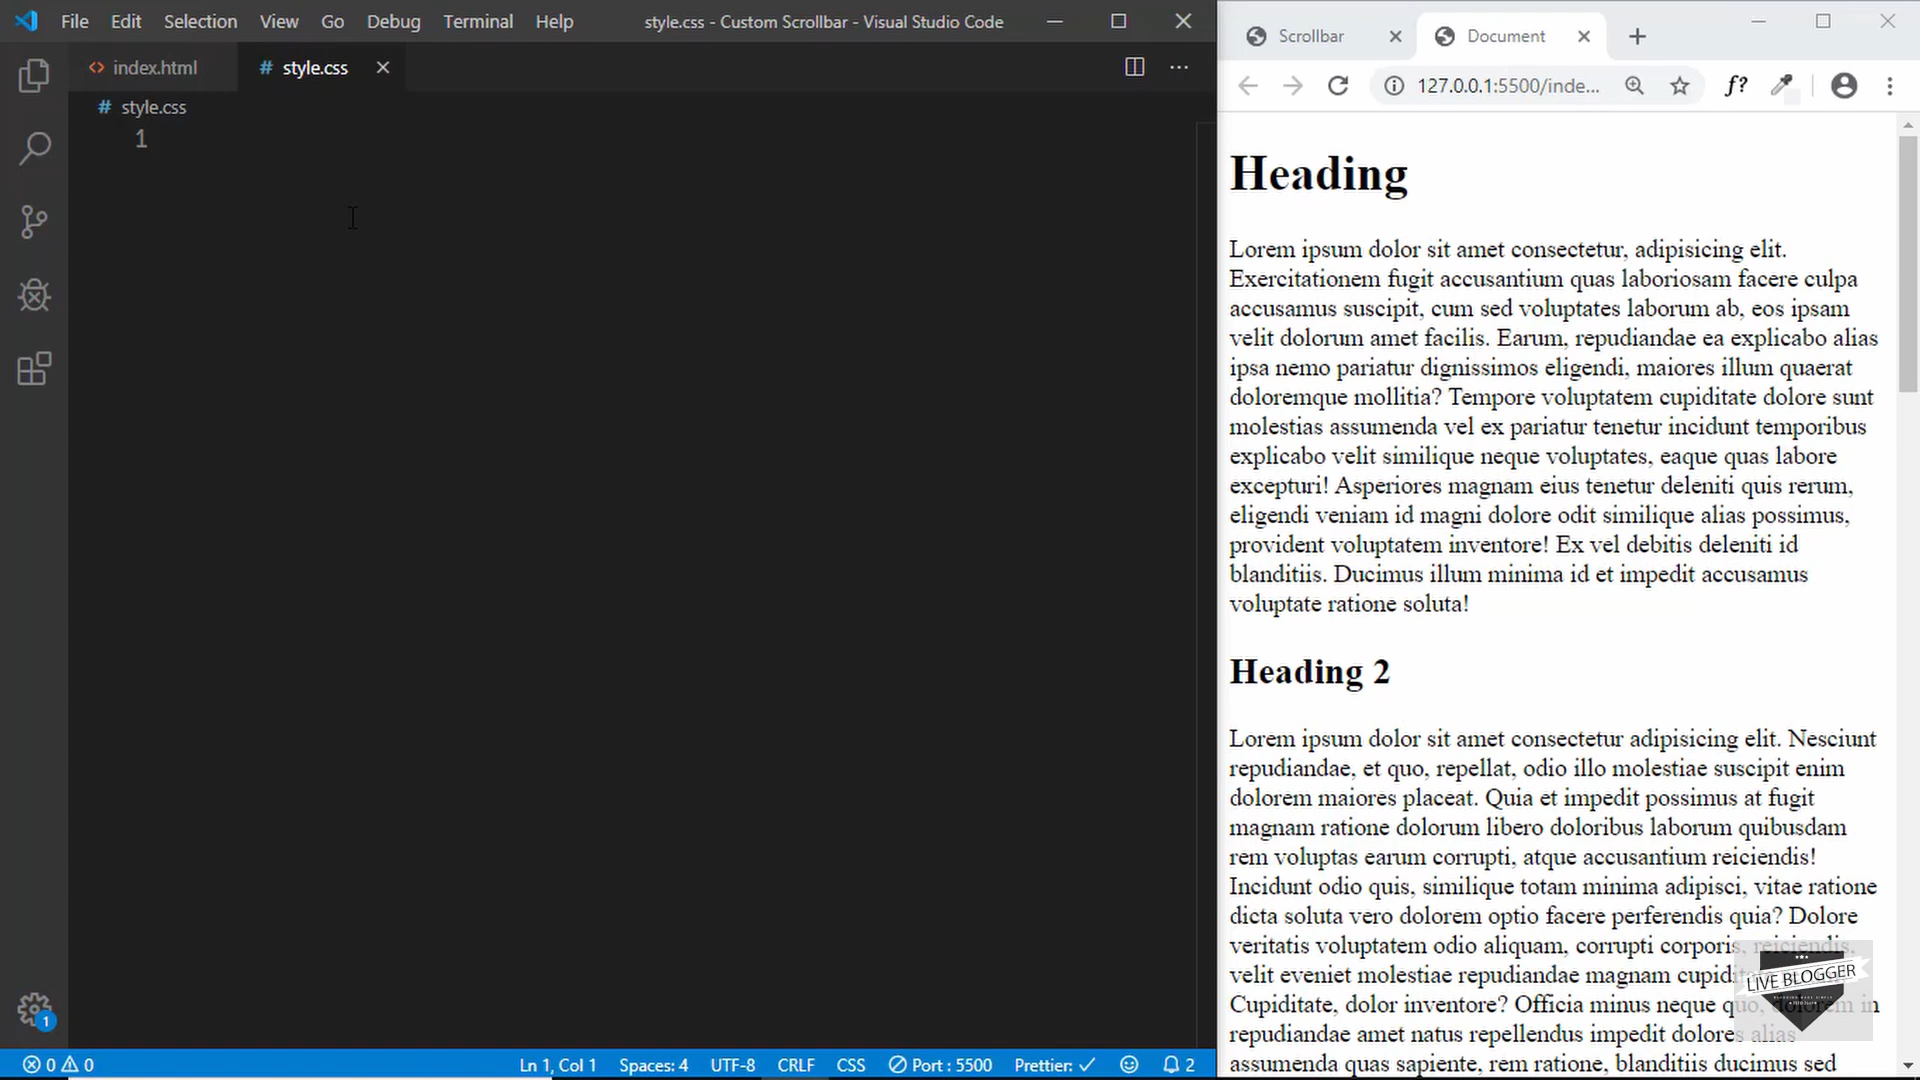 File Edit Selection View Go Debug Terminal Help
style.css - Custom Scrollbar - Visual Studio Code
index.html
# style.css
# style.css
1
1
0 0
Ln 1, Col 1 Spaces: 4 UTF-8 CRLF CSS Port : 5500 Prettier: 2
Scrollbar
Document
127.0.0.1:5500/inde...
f?
Heading
Lorem ipsum dolor sit amet consectetur, adipisicing elit.
Exercitationem fugit accusantium quas laboriosam facere culpa
accusamus suscipit, cum sed voluptates laborum ab, eos ipsam
velit dolorum amet facilis. Earum, repudiandae ea explicabo alias
ipsa nemo pariatur dignissimos eligendi, maiores illum quaerat
doloremque mollitia? Tempore voluptatem cupiditate dolore sunt
molestias assumenda vel ex pariatur tenetur incidunt temporibus
explicabo velit similique neque voluptates, eaque quas labore
excepturi! Asperiores magnam eius tenetur deleniti quis rerum,
eligendi veniam id magni dolore odit similique alias possimus,
provident voluptatem inventore! Ex vel debitis deleniti id
blanditiis. Ducimus illum minima id et impedit accusamus
voluptate ratione soluta!
Heading 2
Lorem ipsum dolor sit amet consectetur adipisicing elit. Nesciunt
repudiandae, et quo, repellat, odio illo molestiae suscipit enim
dolorem maiores placeat. Quia et impedit possimus at fugit
magnam ratione dolorum libero doloribus laborum quibusdam
rem voluptas earum corrupti, atque accusantium reiciendis!
Incidunt odio quis, similique totam minima adipisci, vitae ratione
dicta soluta vero dolorem optio facere perferendis quia? Dolore
veritatis voluptatem odio aliquam, corrupti corporis, reiciendis,
velit eveniet molestiae repudiandae magnam
Cupiditate, dolor inventore? Officia minus neque quo, dolorem in
repudiandae amet natus repellendus impedit dolores alias
assumenda quas sapiente, rem ratione, blanditiis ducimus sed
LIVE BLOGGER